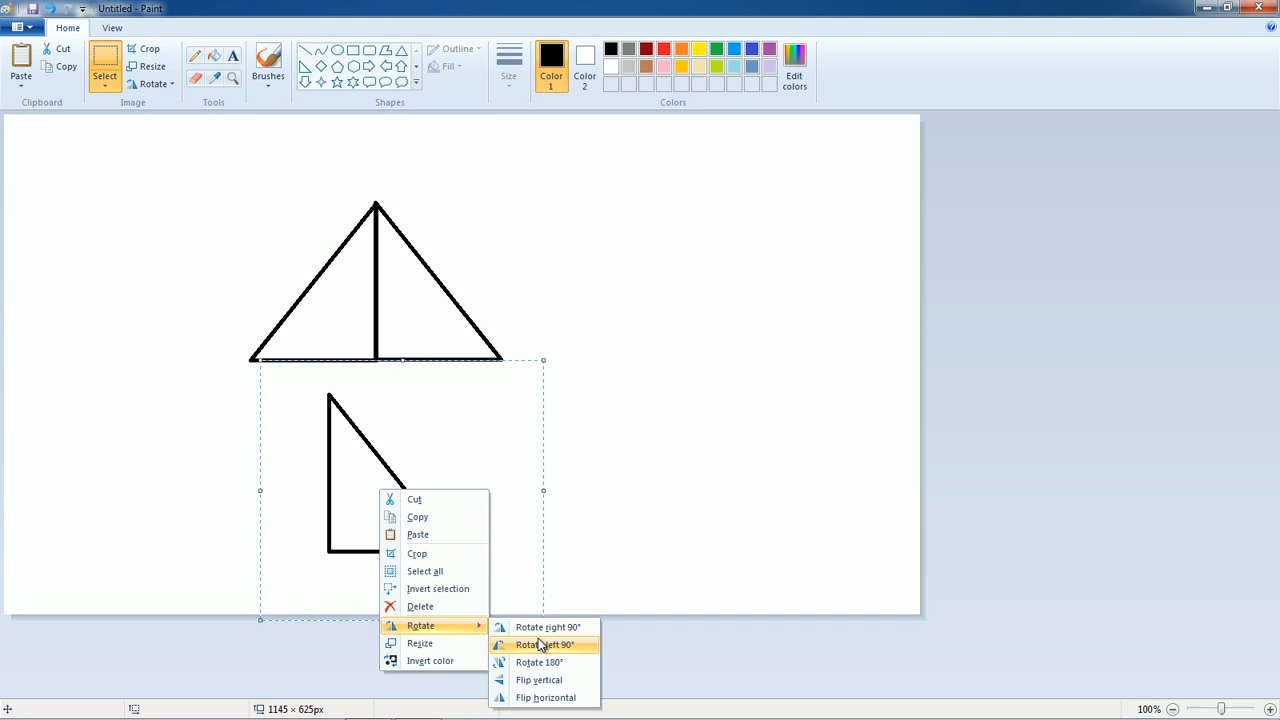 Untitled - Paint
Home View
Paste
Cut
Copy
Clipboard
Select
Crop
Resize
Rotate
Image
A
Tools
Brushes
Outline
Fill
Shapes
Size
Color 1
Color 2
Edit colors
Colors
Cut
Copy
Paste
Crop
Select all
Invert selection
Delete
Rotate
Resize
Invert color
Rotate right 90°
Rotate left 90°
Rotate 180°
Flip vertical
Flip horizontal
1145 × 625px
100%